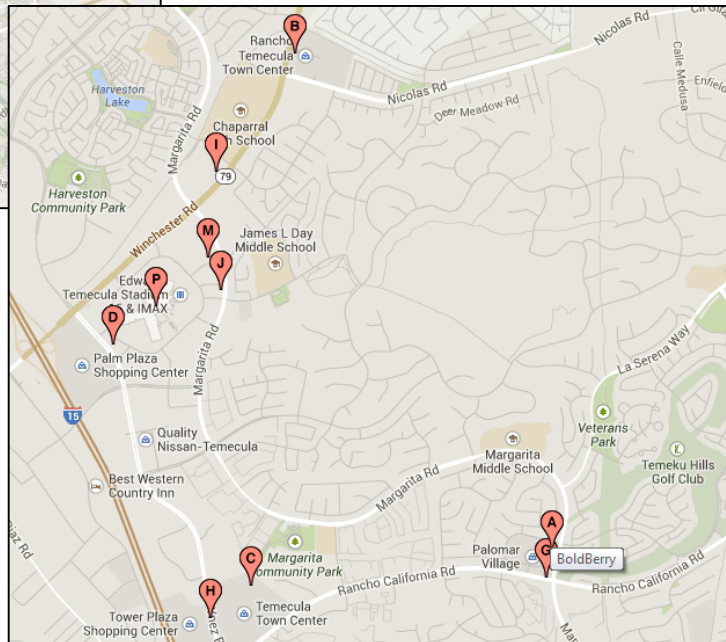 B
Rancho
Temecula
Town Center
Nicolas Rd
Nicolas Rd
Deer Meadow Rd
Calle Medusa
Harveston
Lake
Margarita Rd
Chaparral
High School
I
79
Harveston
Community Park
Winchester Rd
M
James L Day
Middle School
J
P
Temecula Stadium
& IMAX
D
Palm Plaza
Shopping Center
Margarita Rd
La Serena Way
15
Quality
Nissan-Temecula
Veterans
Park
Margarita
Middle School
Temeku Hills
Golf Club
Best Western
Country Inn
Margarita Rd
A
G
BoldBerry
Palomar
Village
Diaz Rd
C
Margarita
Community Park
Rancho California Rd
Rancho California Rd
H
Tower Plaza
Shopping Center
Temecula
Town Center